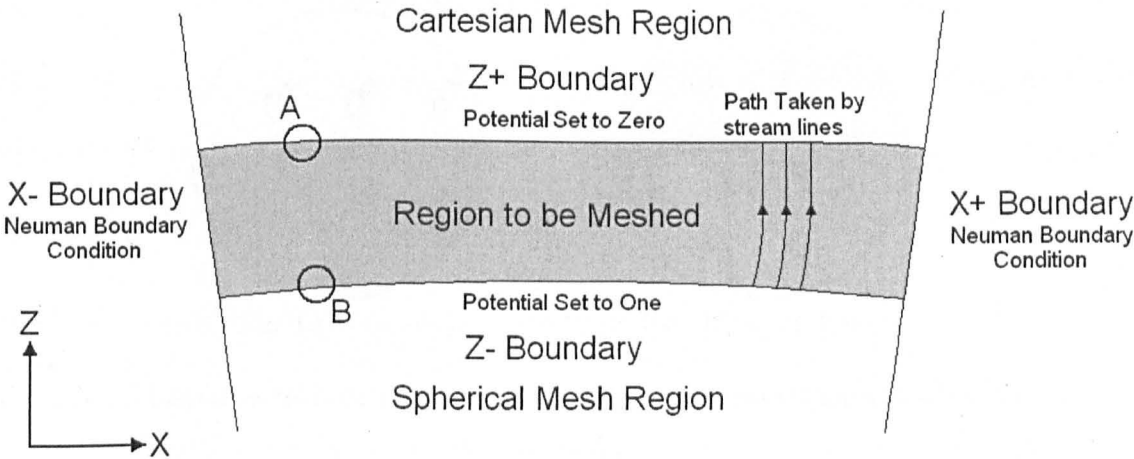 Cartesian Mesh Region
Z+ Boundary
Potential Set to Zero
Path Taken by
stream lines
A
X- Boundary
Neuman Boundary
Condition
Region to be Meshed
X+ Boundary
Neuman Boundary
Condition
B
Potential Set to One
Z- Boundary
Spherical Mesh Region
Z
X